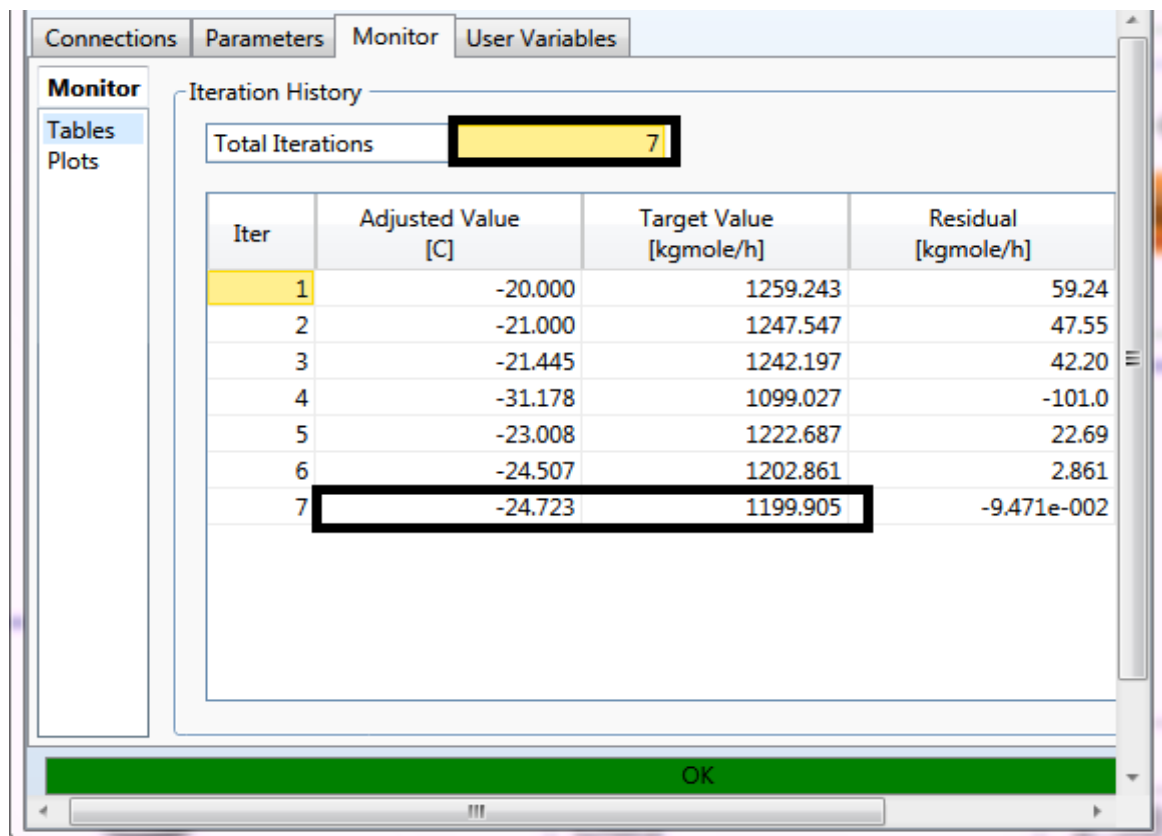 Connections Parameters Monitor User Variables
Monitor
Tables
Plots
Iteration History
Total Iterations 7
Iter Adjusted Value [C] Target Value [kgmole/h] Residual [kgmole/h]
1 -20.000 1259.243 59.24
2 -21.000 1247.547 47.55
3 -21.445 1242.197 42.20
4 -31.178 1099.027 -101.0
5 -23.008 1222.687 22.69
6 -24.507 1202.861 2.861
7 -24.723 1199.905 -9.471e-002
OK